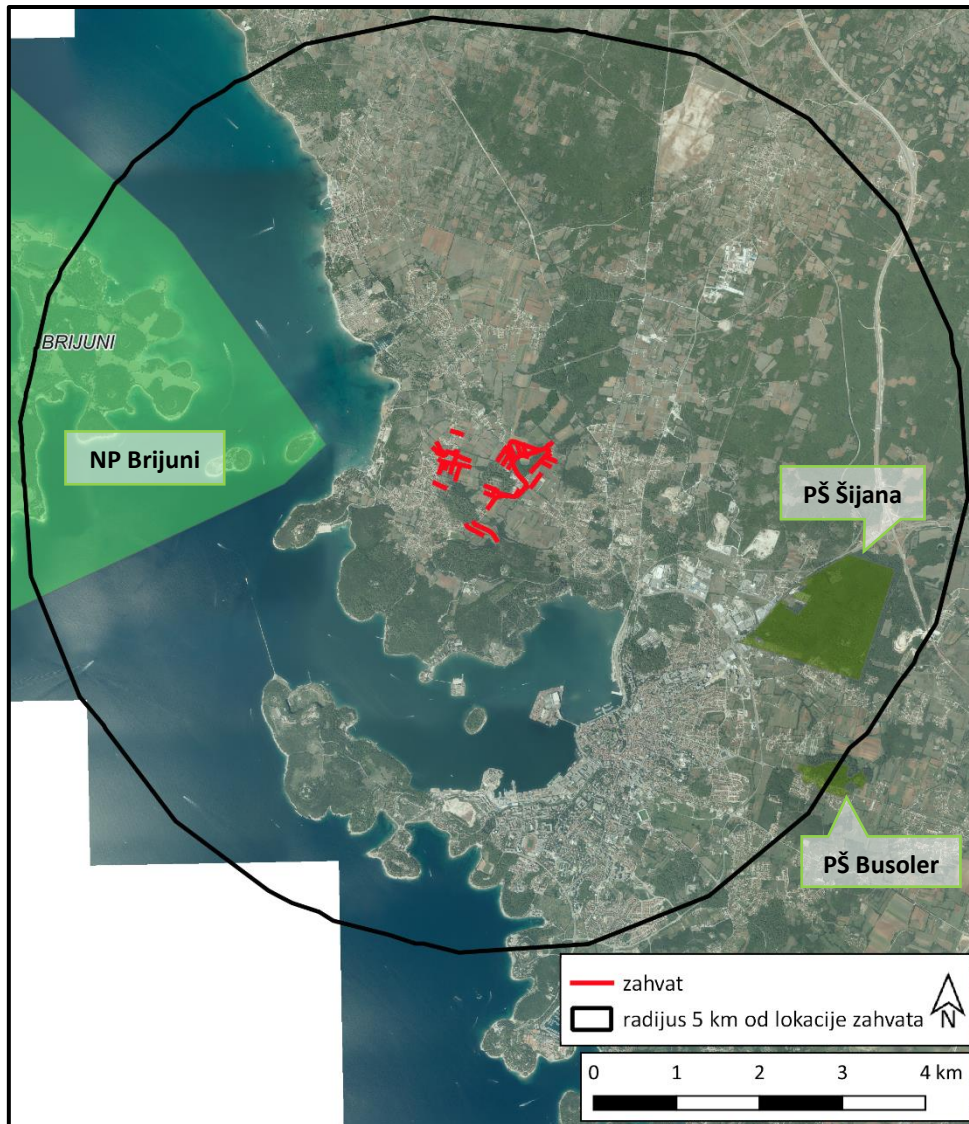 BRIJUNI
NP Brijuni
PŠ Šijana
PŠ Busoler
zahvat
radijus 5 km od lokacije zahvata
N
0 1 2 3 4 km